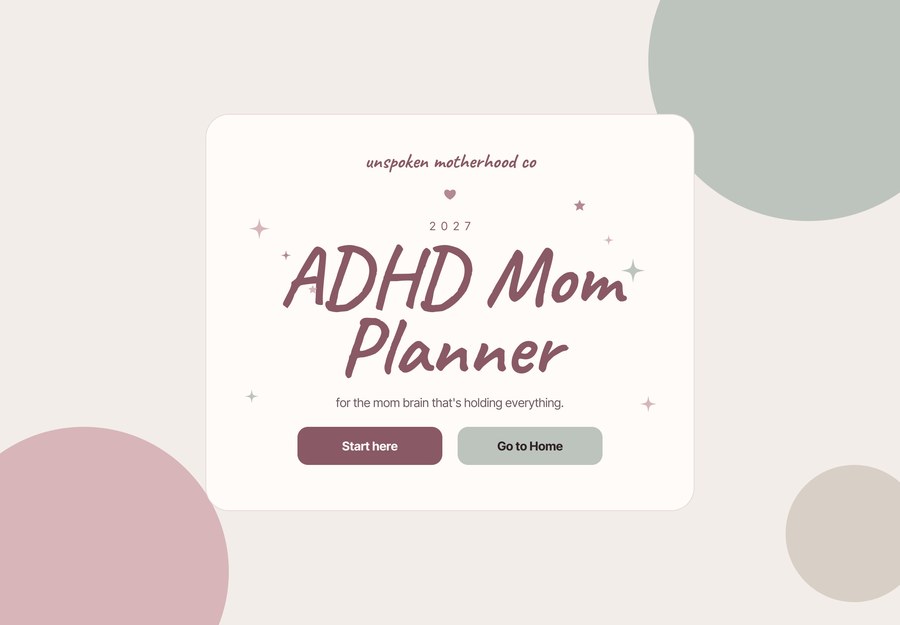 unspoken motherhood co
2027
ADHD Mom
Planner
for the mom brain that's holding everything.
Start here
Go to Home